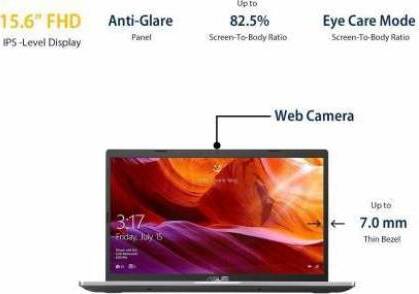 15.6" FHD
IPS -Level Display
Anti-Glare
Panel
Up to
82.5%
Screen-To-Body Ratio
Eye Care Mode
Screen-To-Body Ratio
Web Camera
3:17
Friday, July 15
Up to
7.0 mm
Thin Bezel
ASUS